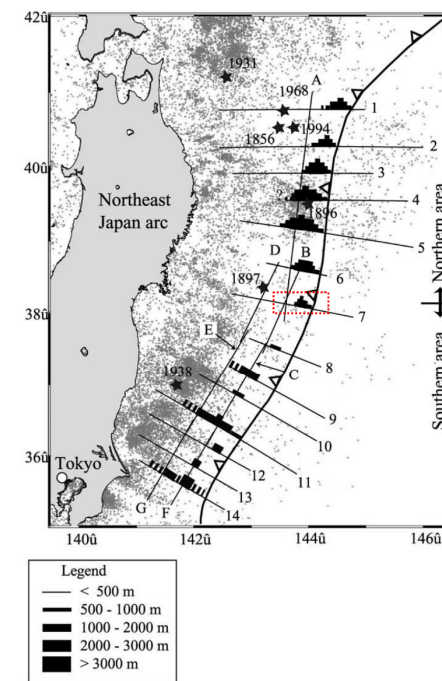 42û
40û
38û
36û
140û
142û
144û
146û
1931
1968
1856
1994
1896
1897
1938
A
B
C
D
E
F
G
1
2
3
4
5
6
7
8
9
10
11
12
13
14
?
Northeast
Japan arc
Tokyo
Northern area
Southern area
Legend
< 500 m
500 - 1000 m
1000 - 2000 m
2000 - 3000 m
> 3000 m